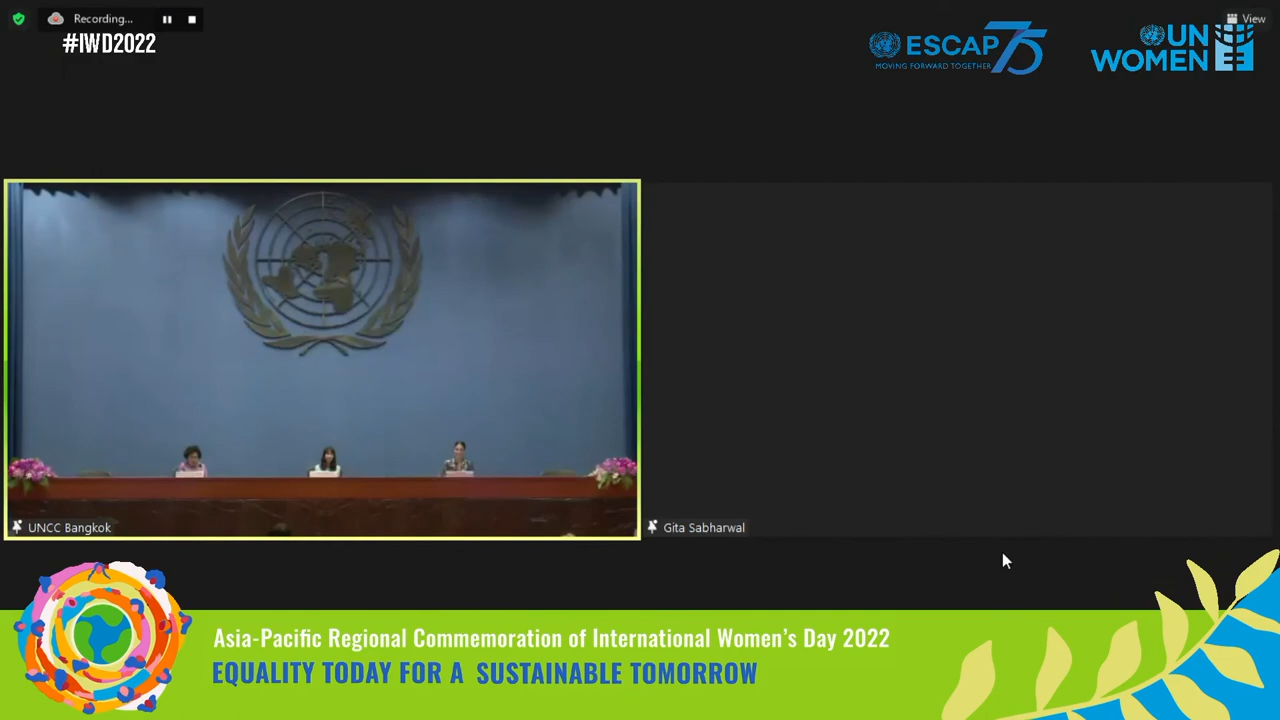 Recording...
View
#IWD2022
ESCAP 75
MOVING FORWARD TOGETHER
UN
WOMEN
UNCC Bangkok
Gita Sabharwal
Asia-Pacific Regional Commemoration of International Women's Day 2022
EQUALITY TODAY FOR A SUSTAINABLE TOMORROW